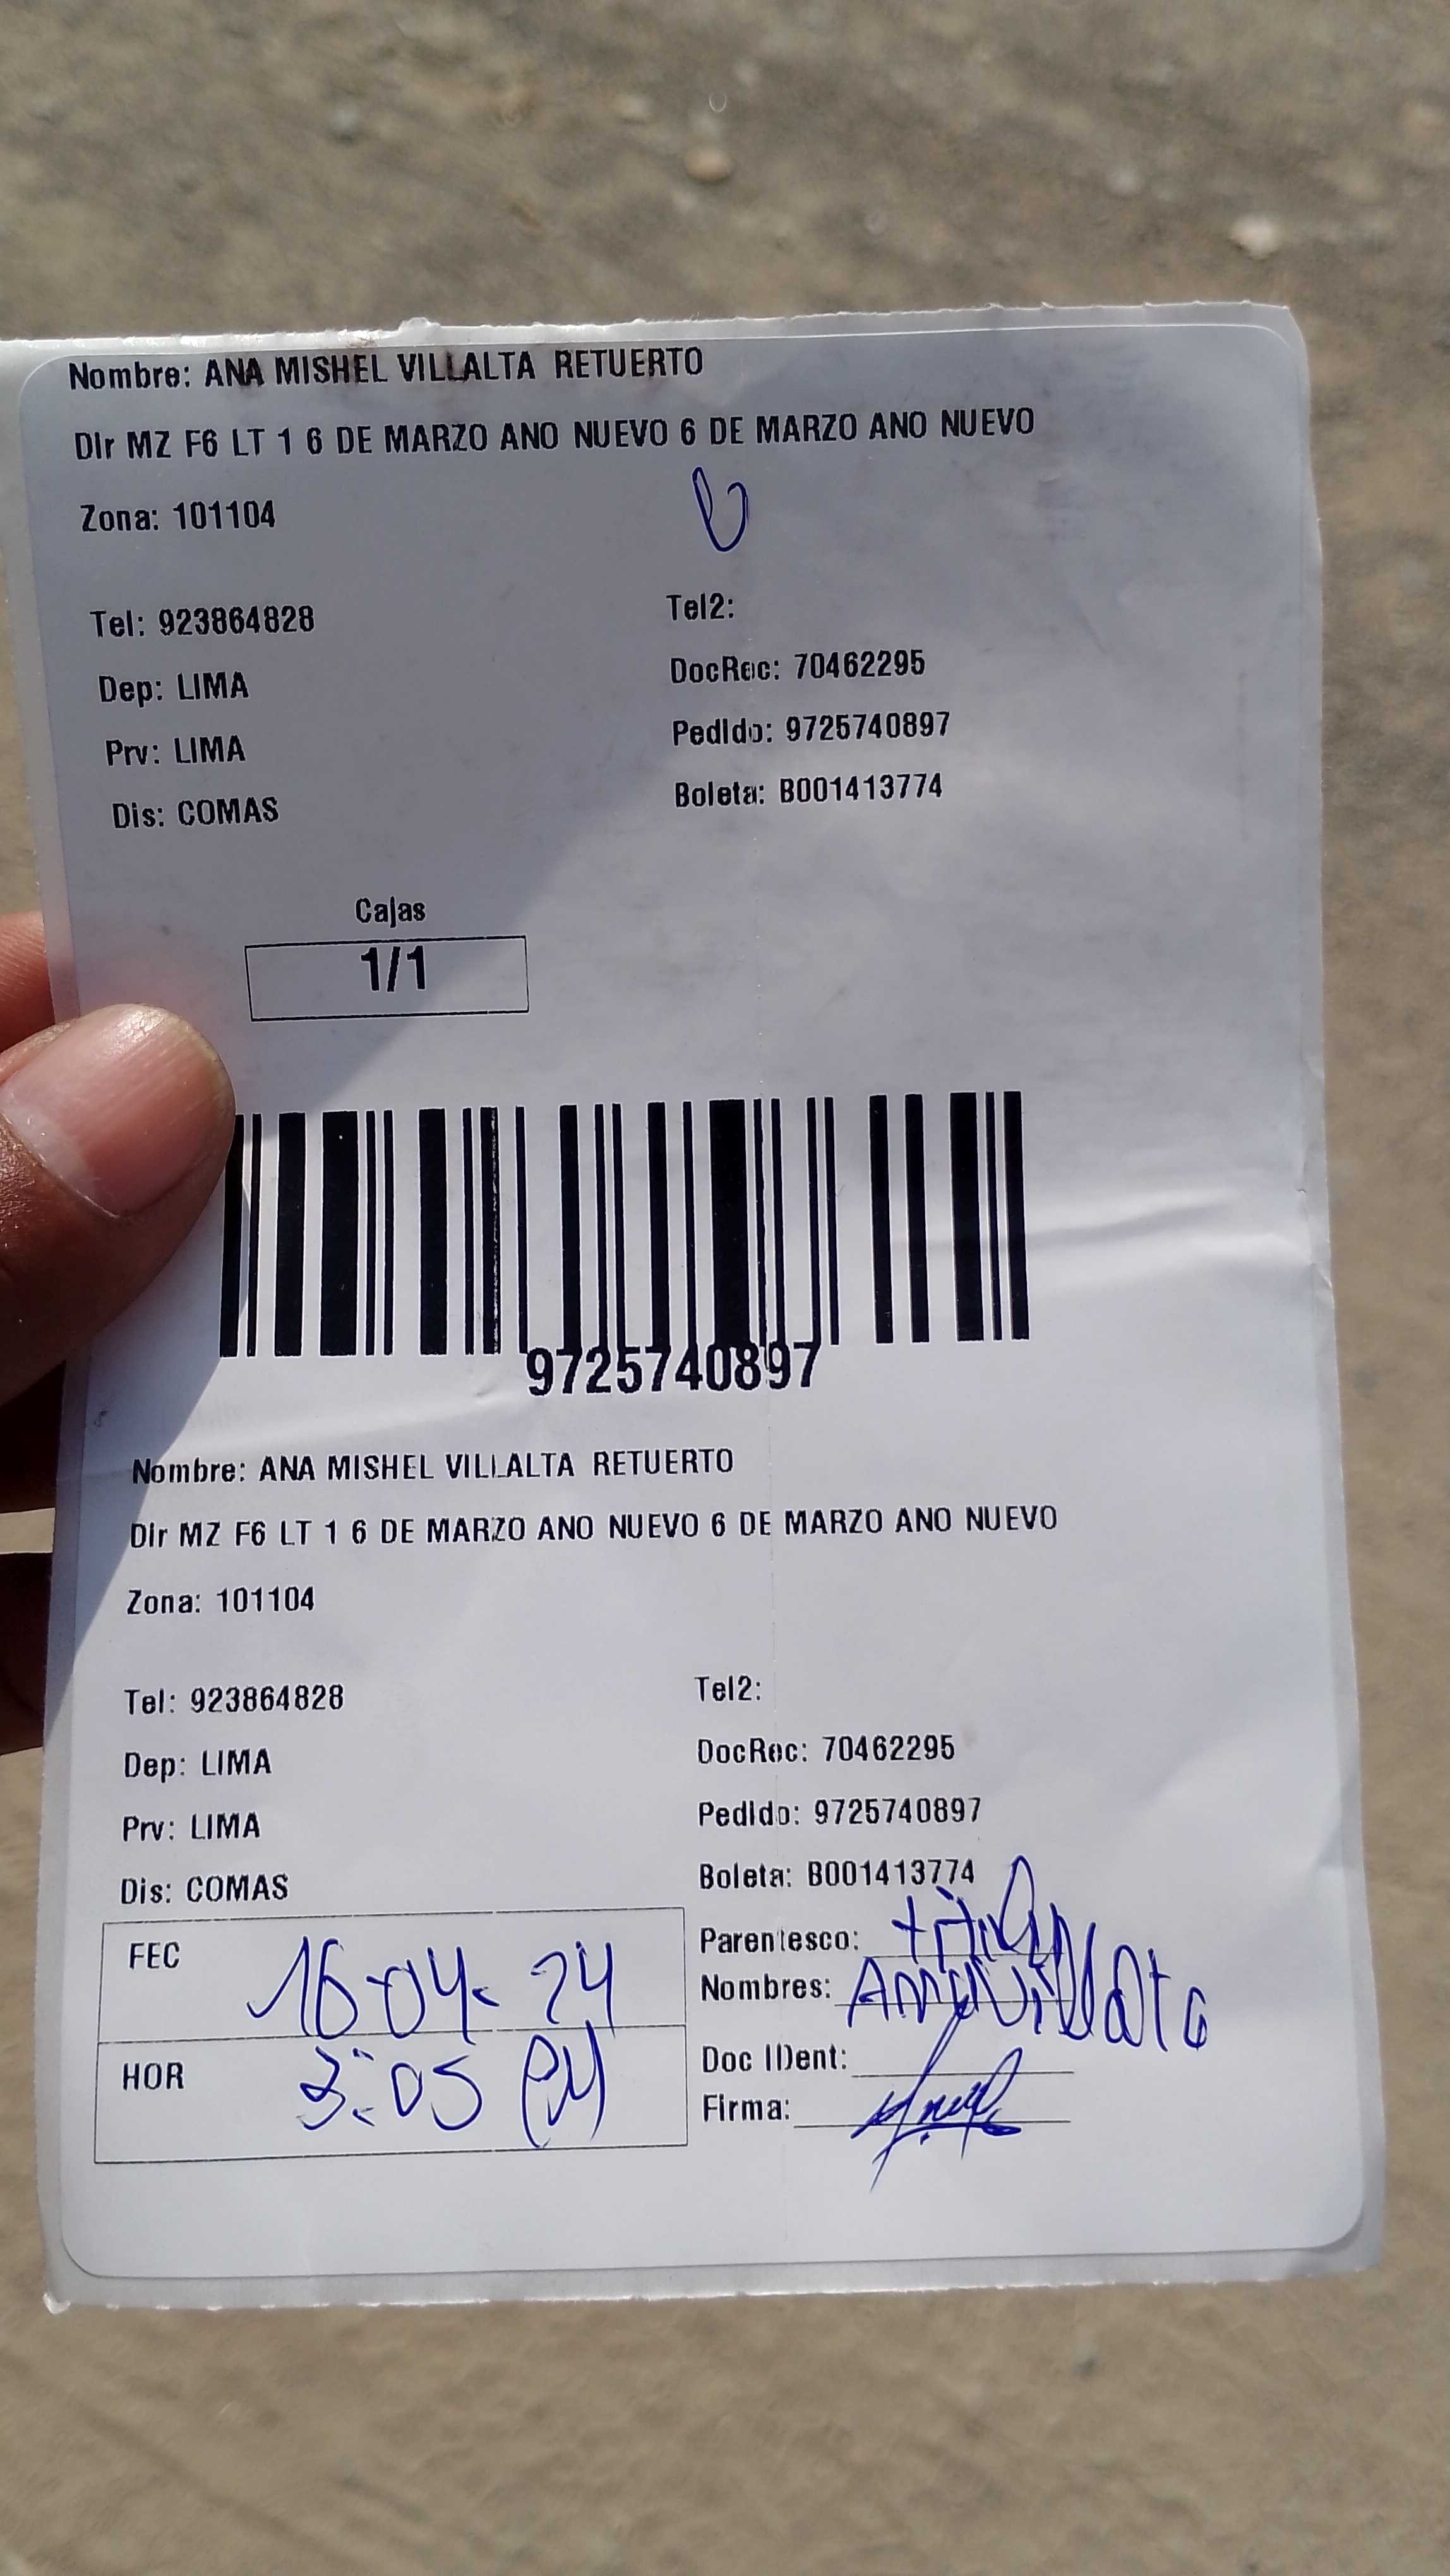 Nombre: ANA MISHEL VILLALTA RETUERTO
Dir MZ F6 LT 1 6 DE MARZO ANO NUEVO 6 DE MARZO ANO NUEVO
Zona: 101104
Tel: 923864828 Tel2:
Dep: LIMA DocRec: 70462295
Prv: LIMA Pedido: 9725740897
Dis: COMAS Boleta: B001413774
Cajas
1/1
9725740897
Nombre: ANA MISHEL VILLALTA RETUERTO
Dir MZ F6 LT 1 6 DE MARZO ANO NUEVO 6 DE MARZO ANO NUEVO
Zona: 101104
Tel: 923864828 Tel2:
Dep: LIMA DocRec: 70462295
Prv: LIMA Pedido: 9725740897
Dis: COMAS Boleta: B001413774
FEC 16-04-24 Parentesco:
Nombres: Ana Villalta
HOR 3:05 PM Doc IDent:
Firma: